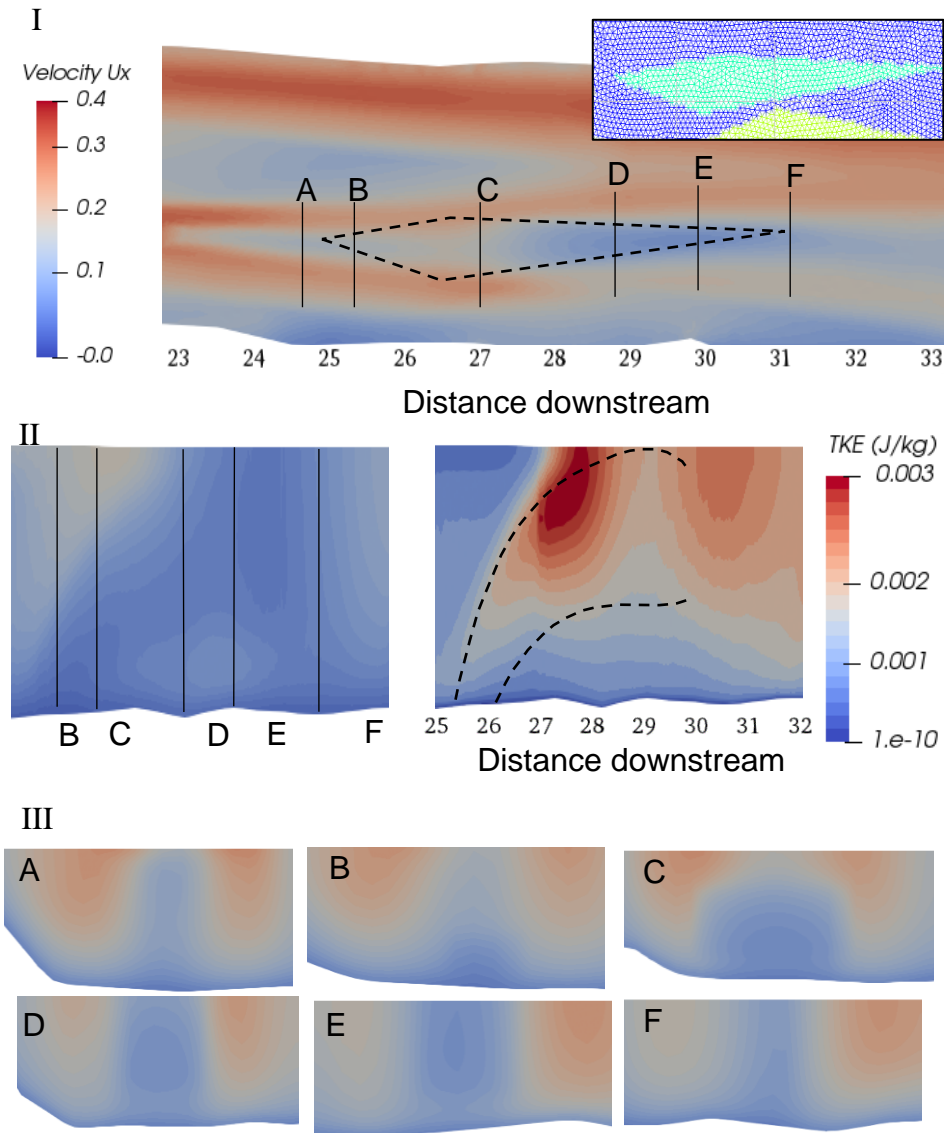 I
Velocity Ux
0.4
0.3
0.2
0.1
-0.0
A B C D E F
23 24 25 26 27 28 29 30 31 32 33
Distance downstream
II
B C D E F
25 26 27 28 29 30 31 32
Distance downstream
TKE (J/kg)
0.003
0.002
0.001
1.e-10
III
A B C
D E F